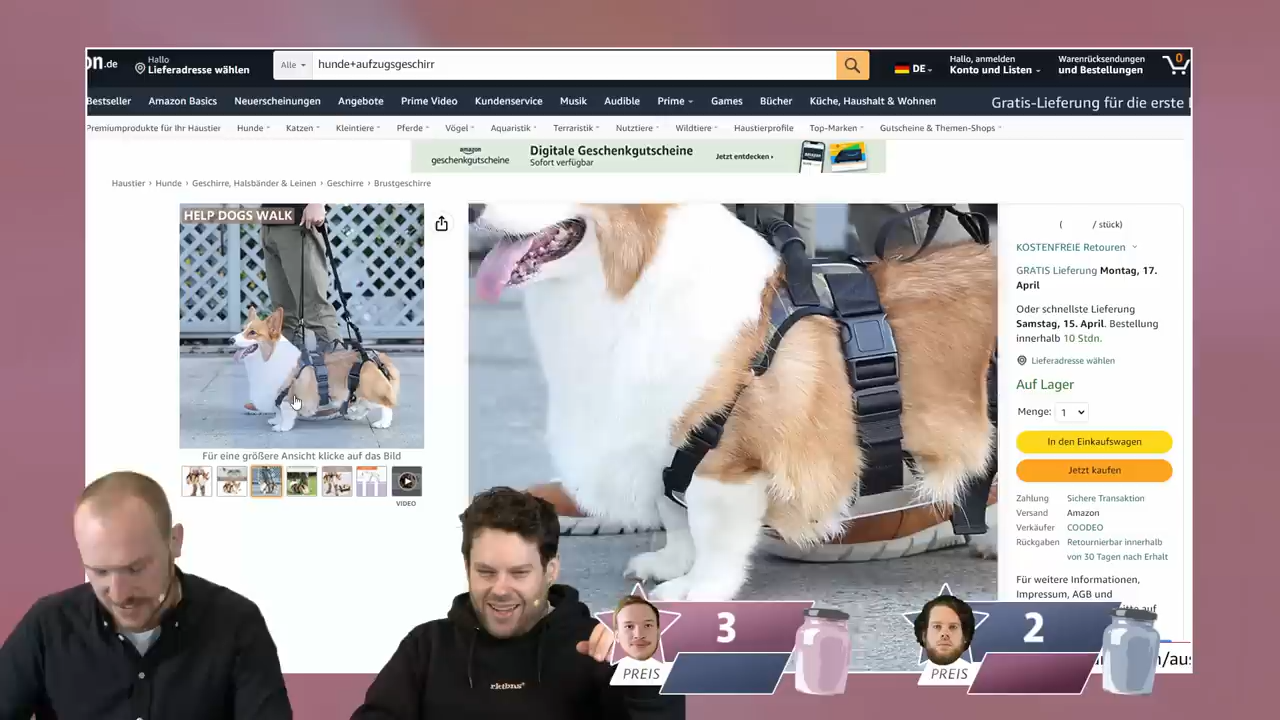 on.de
Hallo
Lieferadresse wählen
Alle
hunde+aufzugsgeschirr
DE
Hallo, anmelden
Konto und Listen
Warenrücksendungen
und Bestellungen
0
Bestseller
Amazon Basics
Neuerscheinungen
Angebote
Prime Video
Kundenservice
Musik
Audible
Prime
Games
Bücher
Küche, Haushalt & Wohnen
Gratis-Lieferung für die erste
Premiumprodukte für Ihr Haustier
Hunde
Katzen
Kleintiere
Pferde
Vögel
Aquaristik
Terraristik
Nutztiere
Wildtiere
Haustierprofile
Top-Marken
Gutscheine & Themen-Shops
amazon
geschenkgutscheine
Digitale Geschenkgutscheine
Sofort verfügbar
Jetzt entdecken ›
Haustier › Hunde › Geschirre, Halsbänder & Leinen › Geschirre › Brustgeschirre
HELP DOGS WALK
Für eine größere Ansicht klicke auf das Bild
VIDEO
( / stück)
KOSTENFREIE Retouren
GRATIS Lieferung Montag, 17.
April
Oder schnellste Lieferung
Samstag, 15. April. Bestellung
innerhalb 10 Stdn.
Lieferadresse wählen
Auf Lager
Menge: 1
In den Einkaufswagen
Jetzt kaufen
Zahlung Sichere Transaktion
Versand Amazon
Verkäufer COODEO
Rückgaben Retournierbar innerhalb
von 30 Tagen nach Erhalt
Für weitere Informationen,
Impressum, AGB und
rktbns
3
PREIS
2
PREIS